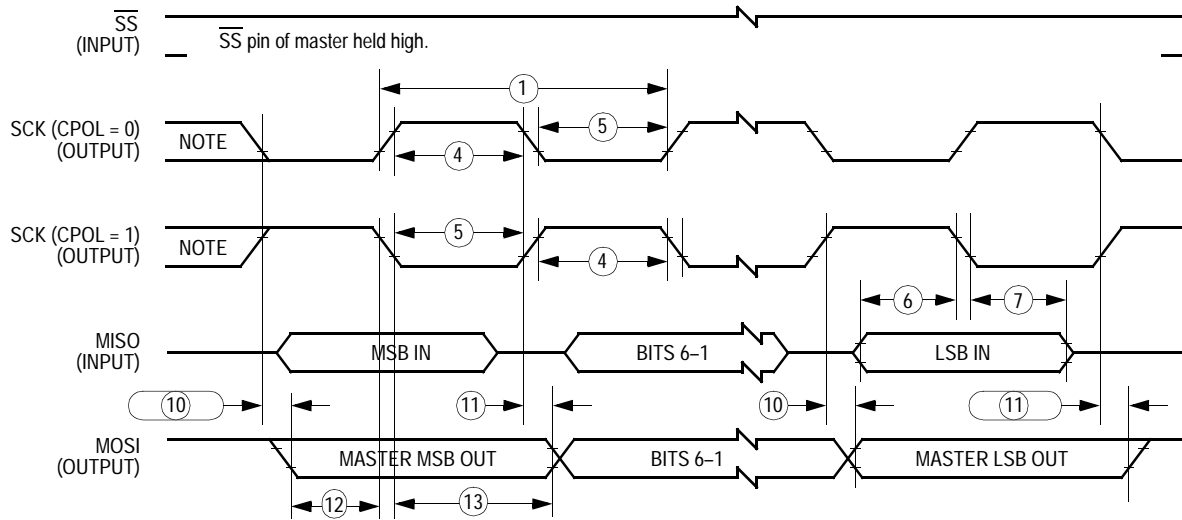 SS
(INPUT)
SS pin of master held high.
1
SCK (CPOL = 0)
(OUTPUT)
NOTE
5
4
SCK (CPOL = 1)
(OUTPUT)
NOTE
5
4
6
7
MISO
(INPUT)
MSB IN
BITS 6–1
LSB IN
10
11
10
11
MOSI
(OUTPUT)
MASTER MSB OUT
BITS 6–1
MASTER LSB OUT
12
13